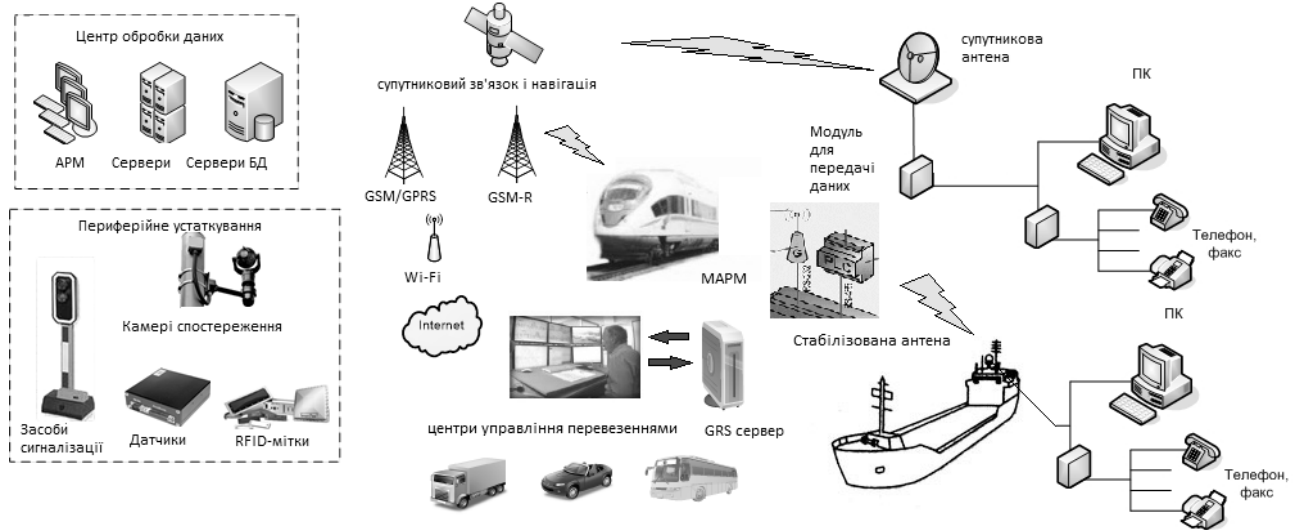 Центр обробки даних
АРМ
Сервери
Сервери БД
Периферійне устаткування
Камері спостереження
Засоби
сигналізації
Датчики
RFID-мітки
супутниковий зв'язок і навігація
GSM/GPRS
GSM-R
Wi-Fi
МАРМ
Internet
центри управління перевезеннями
GRS сервер
супутникова
антена
Модуль
для
передачі
даних
ПК
Телефон,
факс
Стабілізована антена
ПК
Телефон,
факс